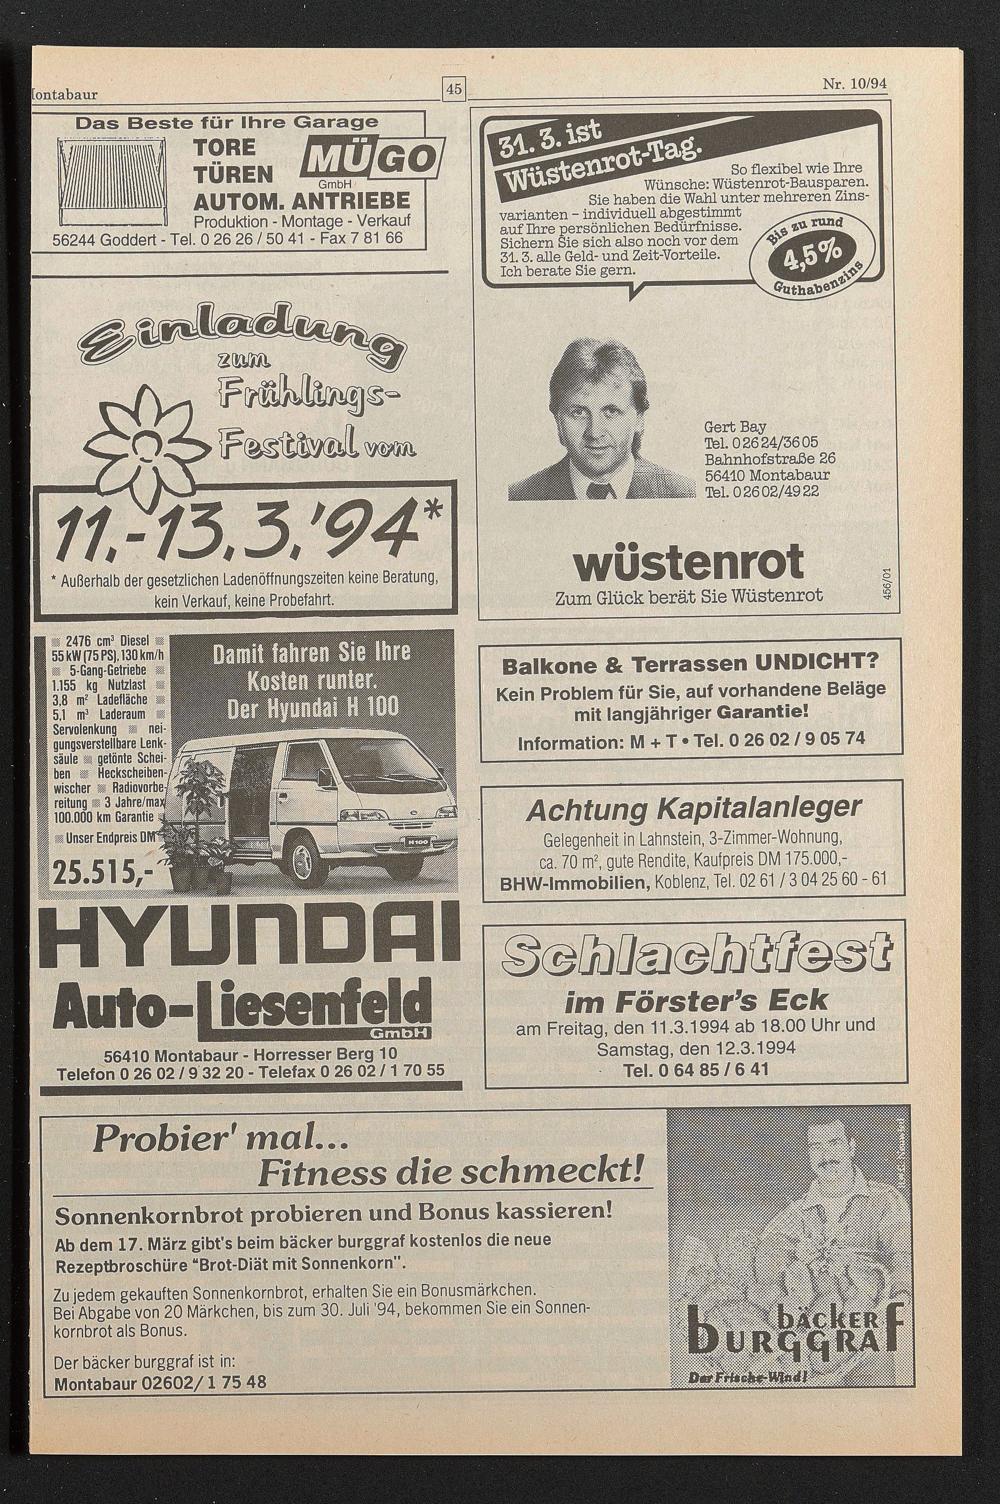 Montabaur
45
Nr. 10/94
Das Beste für Ihre Garage
TORE
TÜREN
MÜGO
GmbH
AUTOM. ANTRIEBE
Produktion - Montage - Verkauf
56244 Goddert - Tel. 0 26 26 / 50 41 - Fax 7 81 66
Einladung
zum
Frühlings-
Festival vom
11.-13.3.'94*
* Außerhalb der gesetzlichen Ladenöffnungszeiten keine Beratung,
kein Verkauf, keine Probefahrt.
2476 cm³ Diesel
55 kW (75 PS), 130 km/h
5-Gang-Getriebe
1.155 kg Nutzlast
3,8 m² Ladefläche
5,1 m³ Laderaum
Servolenkung nei-
gungsverstellbare Lenk-
säule getönte Schei-
ben Heckscheiben-
wischer Radiovorbe-
reitung 3 Jahre/max
100.000 km Garantie
Unser Endpreis DM
25.515,-
Damit fahren Sie Ihre
Kosten runter.
Der Hyundai H 100
H100
HYUNDAI
Auto-Liesenfeld
GmbH
56410 Montabaur - Horresser Berg 10
Telefon 0 26 02 / 9 32 20 - Telefax 0 26 02 / 1 70 55
31. 3. ist
Wüstenrot-Tag.
So flexibel wie Ihre
Wünsche: Wüstenrot-Bausparen.
Sie haben die Wahl unter mehreren Zins-
varianten – individuell abgestimmt
auf Ihre persönlichen Bedürfnisse.
Sichern Sie sich also noch vor dem
31. 3. alle Geld- und Zeit-Vorteile.
Ich berate Sie gern.
Bis zu rund
4,5%
Guthabenzins
Gert Bay
Tel. 0 26 24/36 05
Bahnhofstraße 26
56410 Montabaur
Tel. 0 26 02/49 22
wüstenrot
Zum Glück berät Sie Wüstenrot
456/01
Balkone & Terrassen UNDICHT?
Kein Problem für Sie, auf vorhandene Beläge
mit langjähriger Garantie!
Information: M + T • Tel. 0 26 02 / 9 05 74
Achtung Kapitalanleger
Gelegenheit in Lahnstein, 3-Zimmer-Wohnung,
ca. 70 m², gute Rendite, Kaufpreis DM 175.000,-
BHW-Immobilien, Koblenz, Tel. 02 61 / 3 04 25 60 - 61
Schlachtfest
im Förster's Eck
am Freitag, den 11.3.1994 ab 18.00 Uhr und
Samstag, den 12.3.1994
Tel. 0 64 85 / 6 41
Probier' mal...
Fitness die schmeckt!
Sonnenkornbrot probieren und Bonus kassieren!
Ab dem 17. März gibt's beim bäcker burggraf kostenlos die neue
Rezeptbroschüre "Brot-Diät mit Sonnenkorn".
Zu jedem gekauften Sonnenkornbrot, erhalten Sie ein Bonusmärkchen.
Bei Abgabe von 20 Märkchen, bis zum 30. Juli '94, bekommen Sie ein Sonnen-
kornbrot als Bonus.
Der bäcker burggraf ist in:
Montabaur 02602/ 1 75 48
bäcker
burggraf
Der Frische-Wind!